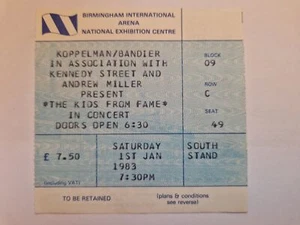 BIRMINGHAM INTERNATIONAL
ARENA
NATIONAL EXHIBITION CENTRE
KOPPELMAN/BANDIER
IN ASSOCIATION WITH
KENNEDY STREET AND
ANDREW MILLER
PRESENT
*THE KIDS FROM FAME*
IN CONCERT
DOORS OPEN 6:30
BLOCK
09
ROW
C
SEAT
49
£ 7.50
(including VAT)
SATURDAY
1ST JAN
1983
7:30PM
SOUTH
STAND
TO BE RETAINED
(plans & conditions
see reverse)